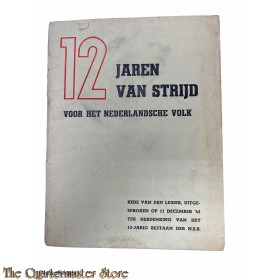 12 JAREN
VAN STRIJD
VOOR HET NEDERLANDSCHE VOLK
REDE VAN DEN LEIDER, UITGE-
SPROKEN OP 11 DECEMBER '43
TER HERDENKING VAN HET
12-JARIG BESTAAN DER N.S.B.
The Quartermaster Store